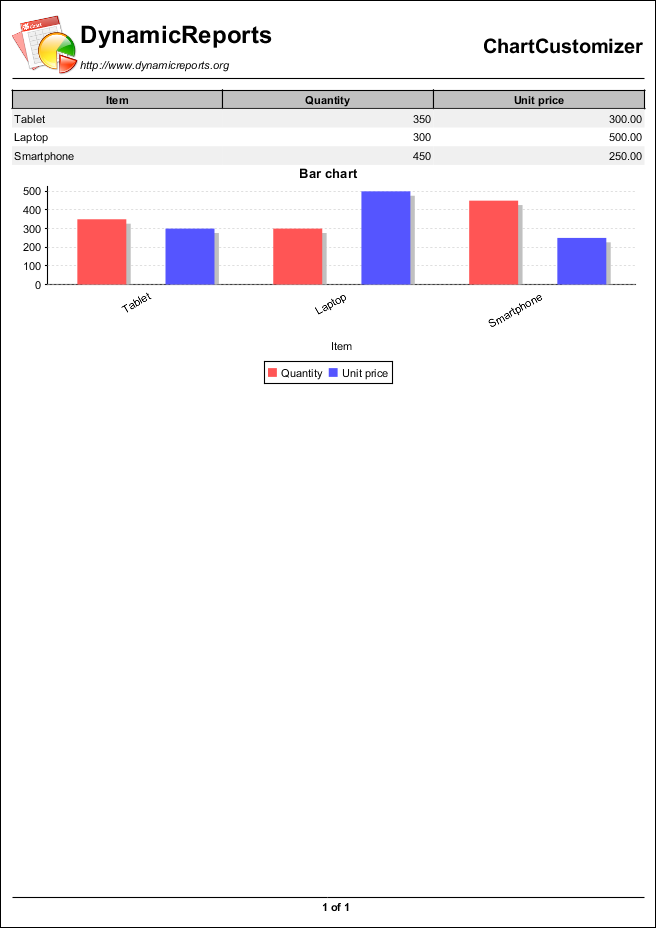 DynamicReports
http://www.dynamicreports.org
ChartCustomizer
Item Quantity Unit price
Tablet 350 300.00
Laptop 300 500.00
Smartphone 450 250.00
Bar chart
500
400
300
200
100
0
Tablet Laptop Smartphone
Item
Quantity Unit price
1 of 1